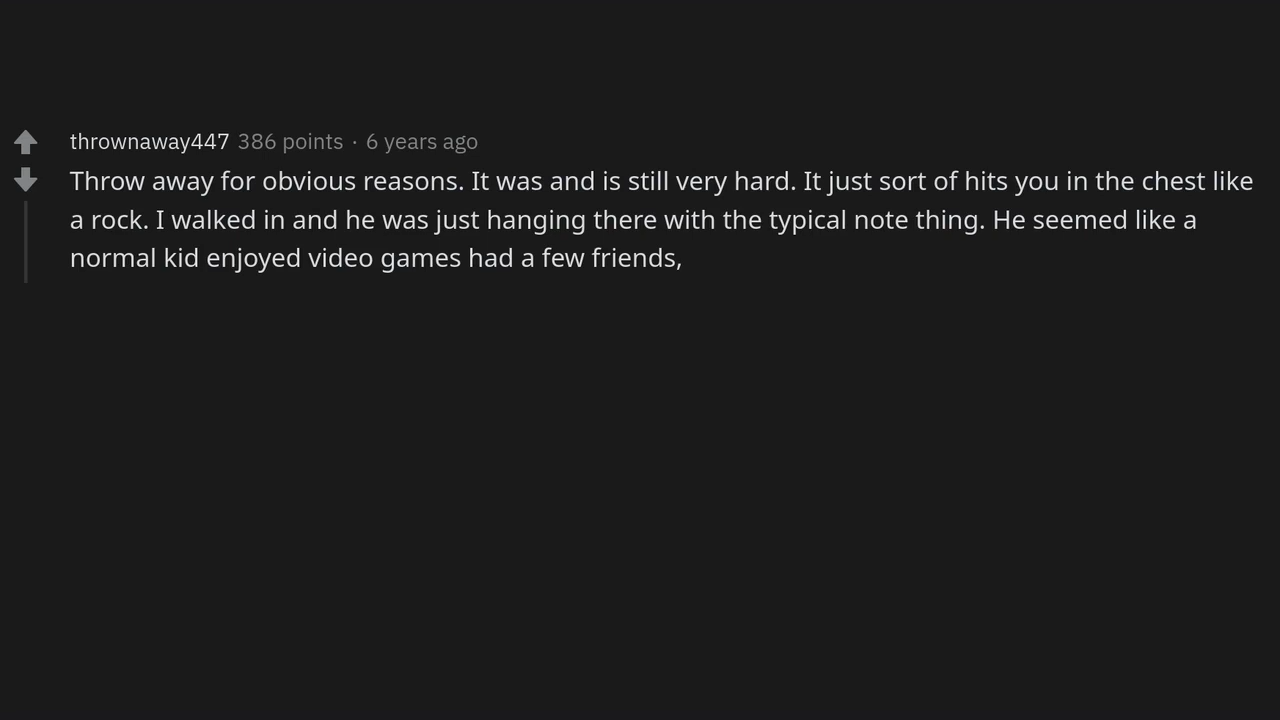 thrownaway447 386 points · 6 years ago
Throw away for obvious reasons. It was and is still very hard. It just sort of hits you in the chest like
a rock. I walked in and he was just hanging there with the typical note thing. He seemed like a
normal kid enjoyed video games had a few friends,